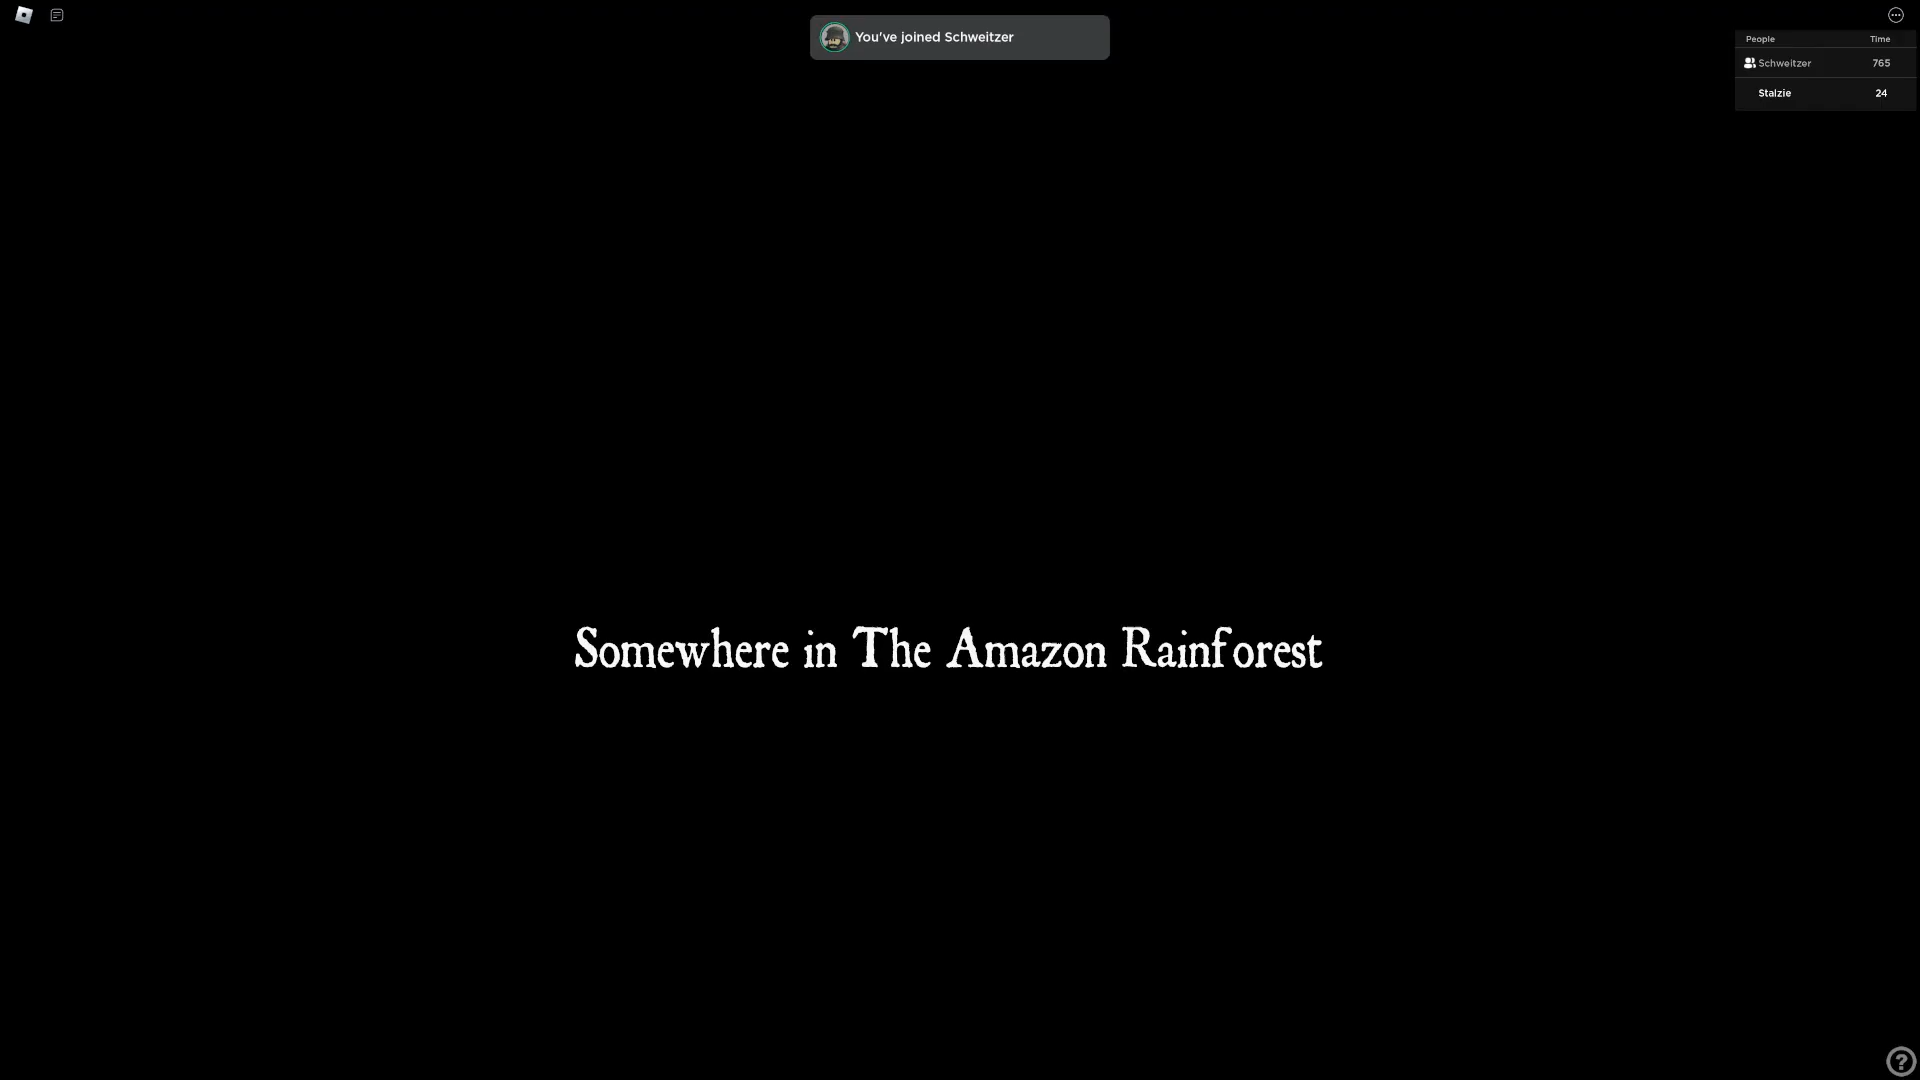 You've joined Schweitzer
People Time
Schweitzer 765
Stalzie 24
Somewhere in The Amazon Rainforest
?